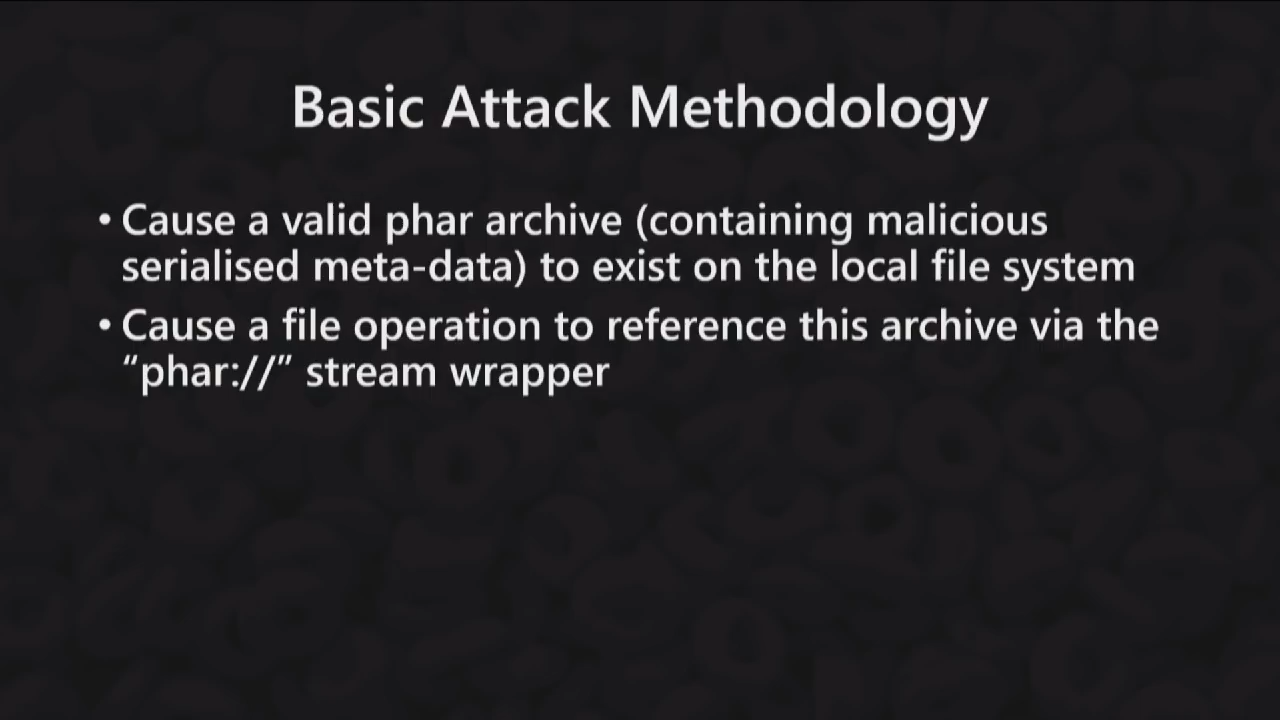 Basic Attack Methodology
• Cause a valid phar archive (containing malicious
serialised meta-data) to exist on the local file system
• Cause a file operation to reference this archive via the
“phar://” stream wrapper